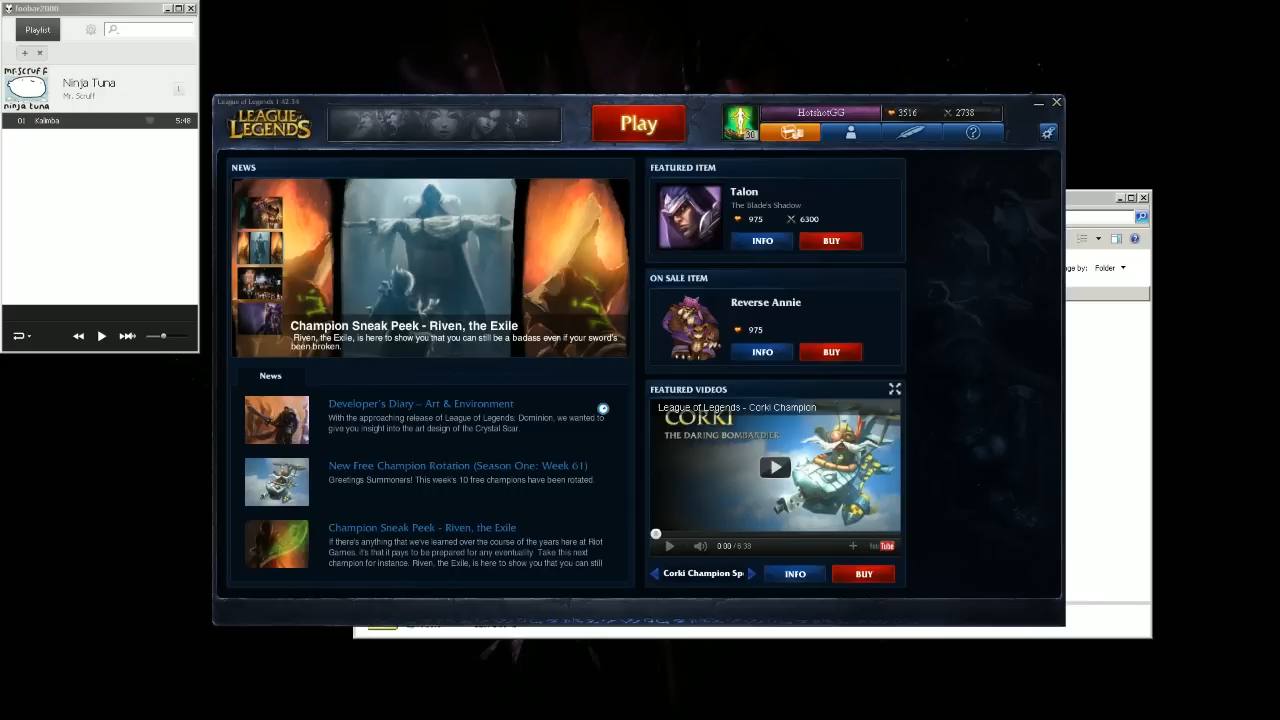 foobar2000
Playlist
mr.scruff
ninja tuna
Ninja Tuna
Mr. Scruff
01 Kalimba 5:48
League of Legends 1.42.34
LEAGUE OF LEGENDS
Play
30
HotshotGG
3516
2738
NEWS
Champion Sneak Peek - Riven, the Exile
Riven, the Exile, is here to show you that you can still be a badass even if your sword's
been broken.
News
Developer's Diary – Art & Environment
With the approaching release of League of Legends: Dominion, we wanted to
give you insight into the art design of the Crystal Scar.
New Free Champion Rotation (Season One: Week 61)
Greetings Summoners! This week's 10 free champions have been rotated.
Champion Sneak Peek - Riven, the Exile
If there's anything that we've learned over the course of the years here at Riot
Games, it's that it pays to be prepared for any eventuality. Take this next
champion for instance. Riven, the Exile, is here to show you that you can still
FEATURED ITEM
Talon
The Blade's Shadow
975 6300
INFO BUY
ON SALE ITEM
Reverse Annie
975
INFO BUY
FEATURED VIDEOS
League of Legends - Corki Champion
CORKI
THE DARING BOMBARDIER
0:00 / 6:38
YouTube
Corki Champion Sp
INFO BUY
ge by: Folder